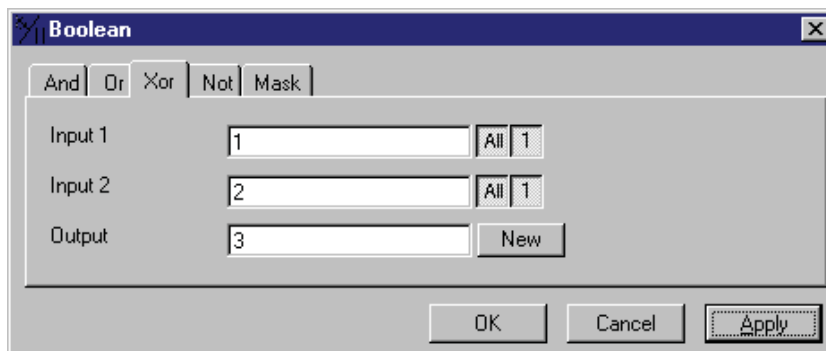 Boolean
And Or Xor Not Mask
Input 1 1 All 1
Input 2 2 All 1
Output 3 New
OK Cancel Apply